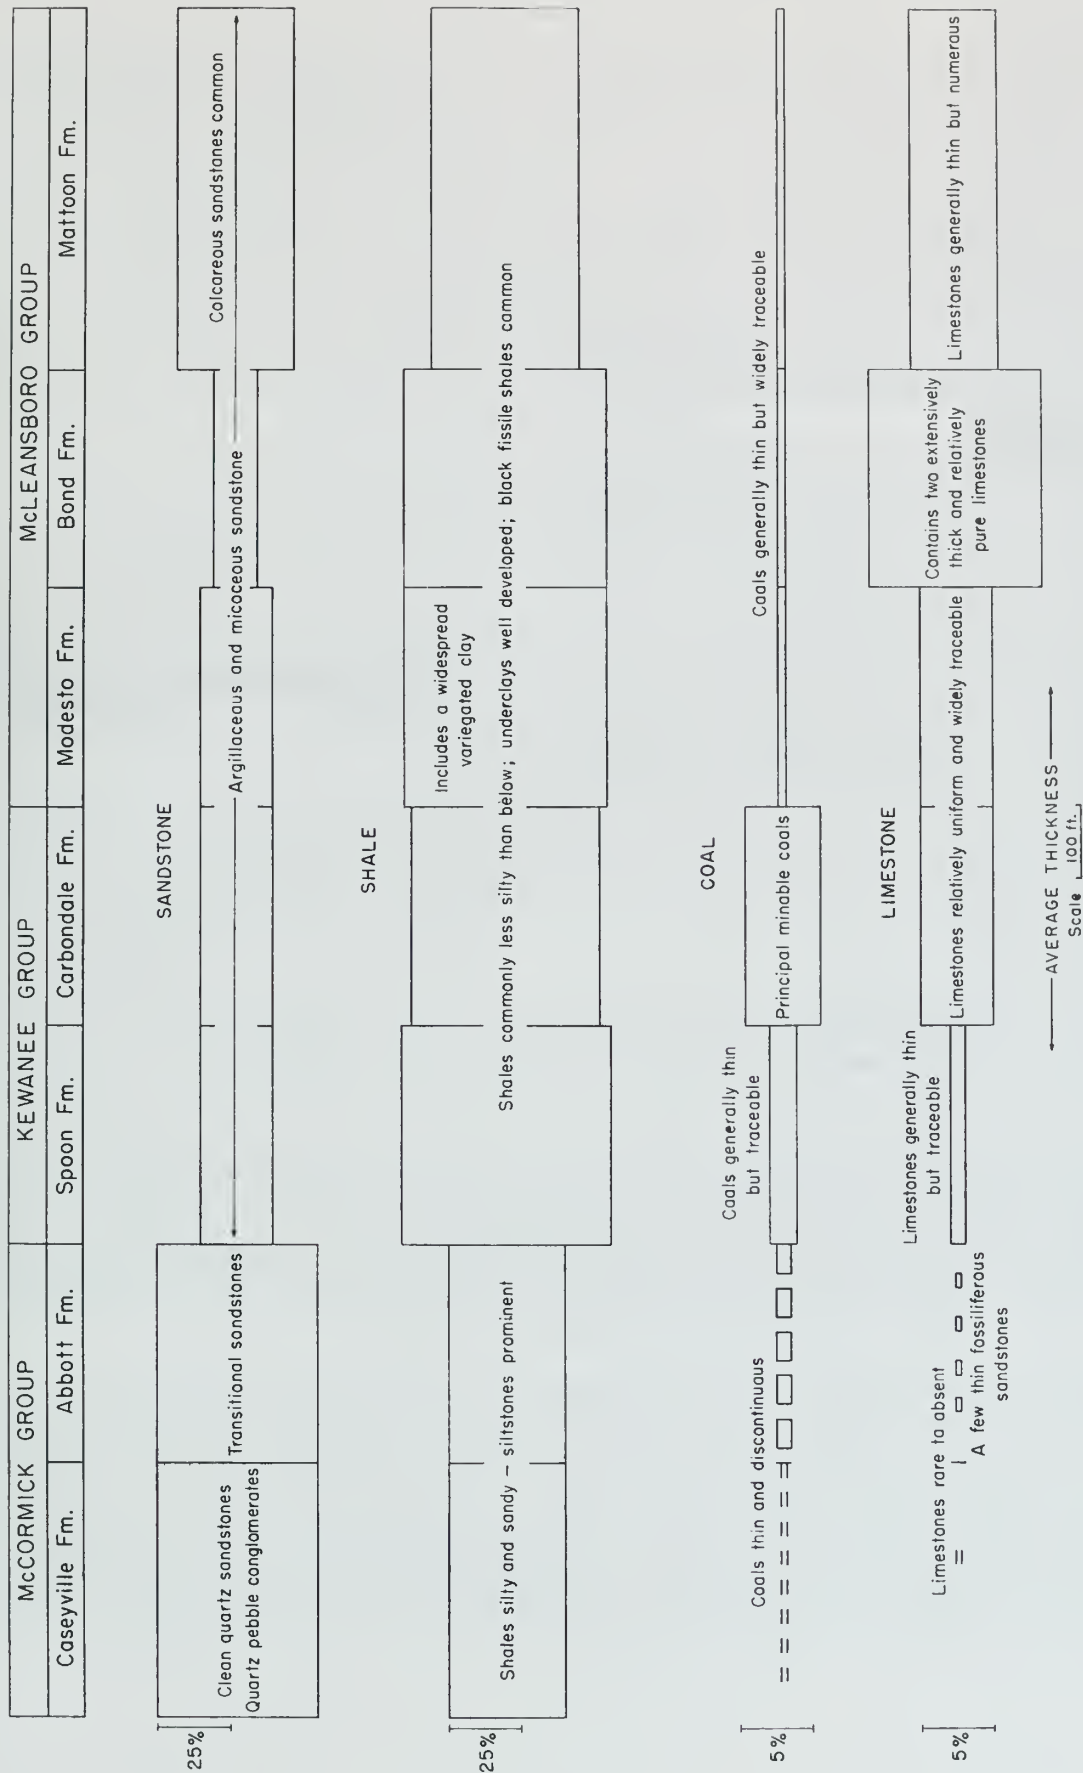 McCORMICK GROUP
KEWANEE GROUP
McLEANSBORO GROUP
Caseyville Fm.
Abbott Fm.
Spoon Fm.
Carbondale Fm.
Modesto Fm.
Bond Fm.
Mattoon Fm.
SANDSTONE
25%
Clean quartz sandstones
Quartz pebble conglomerates
Transitional sandstones
Argillaceaus and micaceous sandstone
Calcareous sandstones common
SHALE
25%
Shales silty and sandy – siltstones prominent
Shales commonly less silty than below; underclays well developed; black fissile shales camman
Includes a widespread
variegated clay
COAL
5%
Coals thin and discontinuous
Caals generally thin
but traceable
Principal minable coals
Caals generally thin but widely traceable
LIMESTONE
5%
Limestones rare to absent
A few thin fossiliferous
sandstones
Limestones generally thin
but traceable
Limestones relatively uniform and widely traceable
Contains two extensively
thick and relatively
pure limestones
Limestones generally thin but numeraus
AVERAGE THICKNESS
Scale 100 ft.